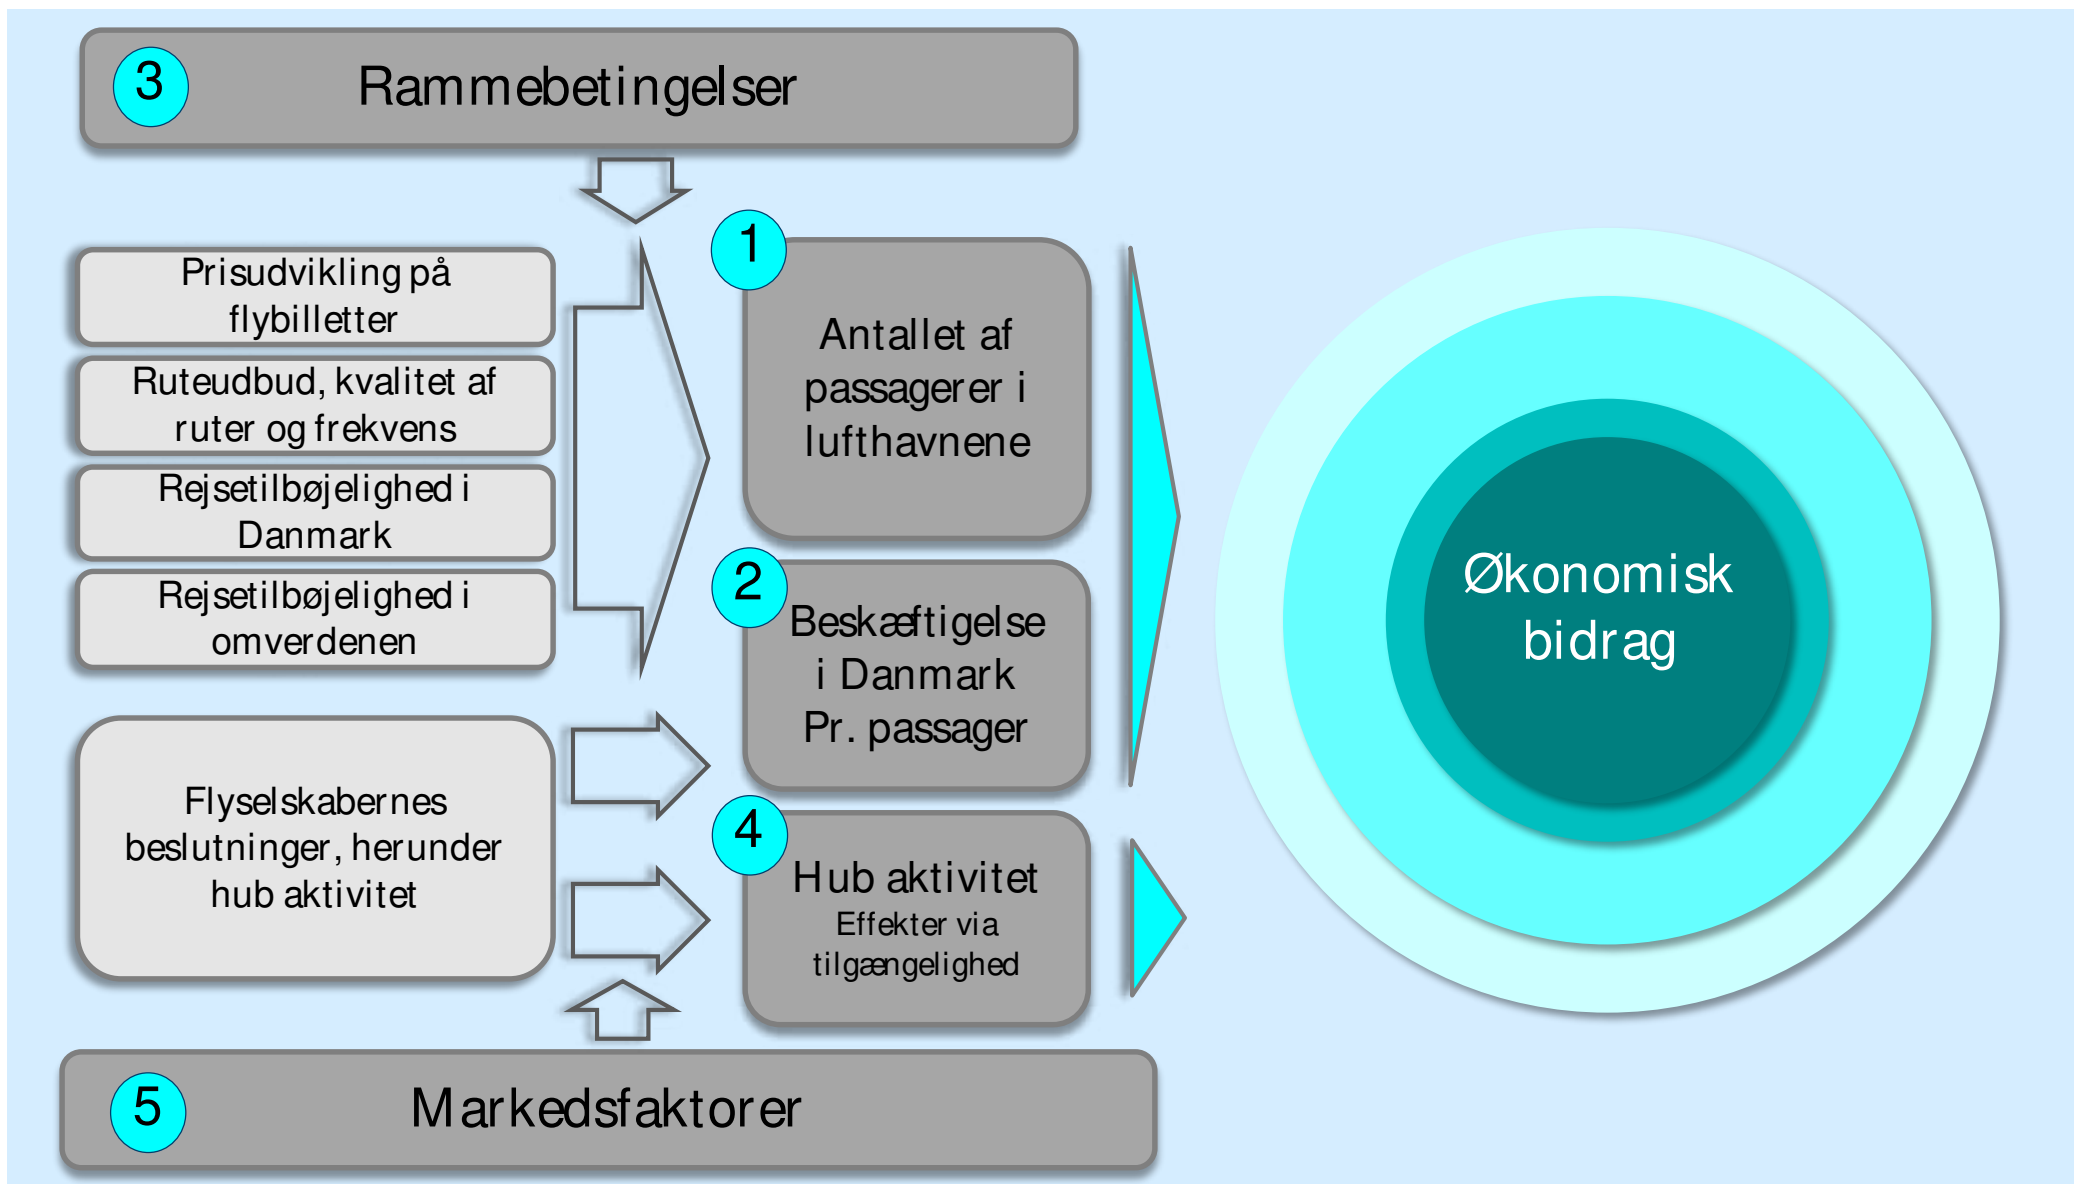 3
Rammebetingelser
Prisudvikling på
flybilletter
Ruteudbud, kvalitet af
ruter og frekvens
Rejsetilbøjelighed i
Danmark
Rejsetilbøjelighed i
omverdenen
Flyselskabernes
beslutninger, herunder
hub aktivitet
1
Antallet af
passagerer i
lufthavnene
2
Beskæftigelse
i Danmark
Pr. passager
4
Hub aktivitet
Effekter via
tilgængelighed
Økonomisk
bidrag
5
Markedsfaktorer